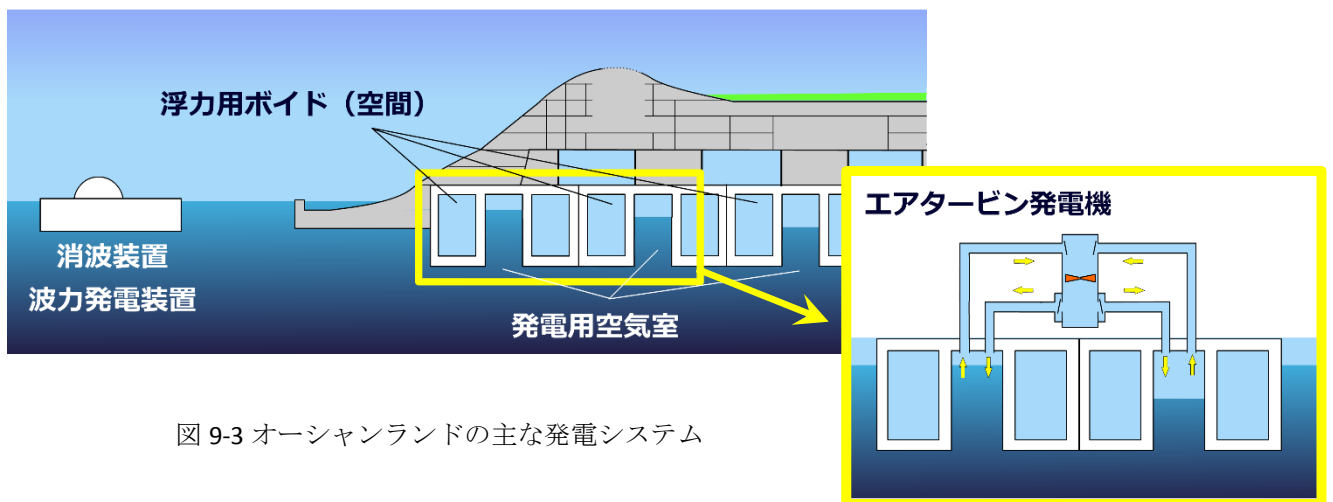 浮力用ボイド（空間）
エアタービン発電機
消波装置
波力発電装置
発電用空気室
図 9-3 オーシャンランドの主な発電システム